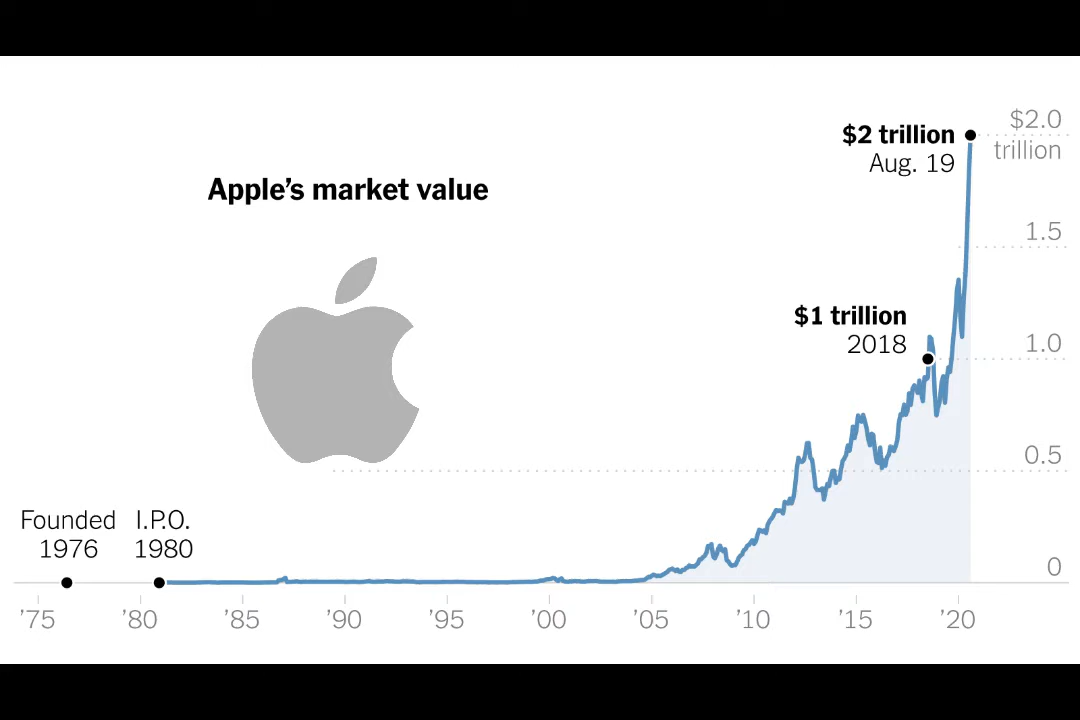 $2.0
trillion
$2 trillion
Aug. 19
Apple’s market value
1.5
$1 trillion
2018
1.0
0.5
Founded
1976
I.P.O.
1980
0
’75 ’80 ’85 ’90 ’95 ’00 ’05 ’10 ’15 ’20